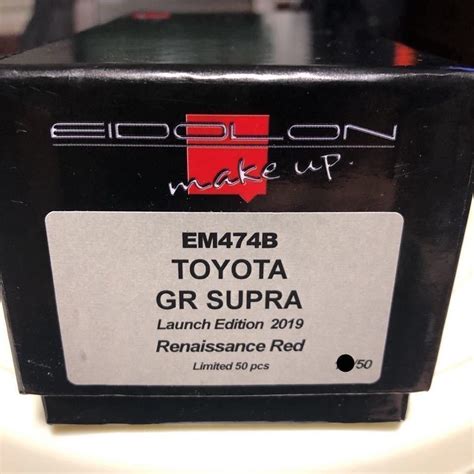 EIDOLON
make up.
EM474B
TOYOTA
GR SUPRA
Launch Edition 2019
Renaissance Red
Limited 50 pcs
/50